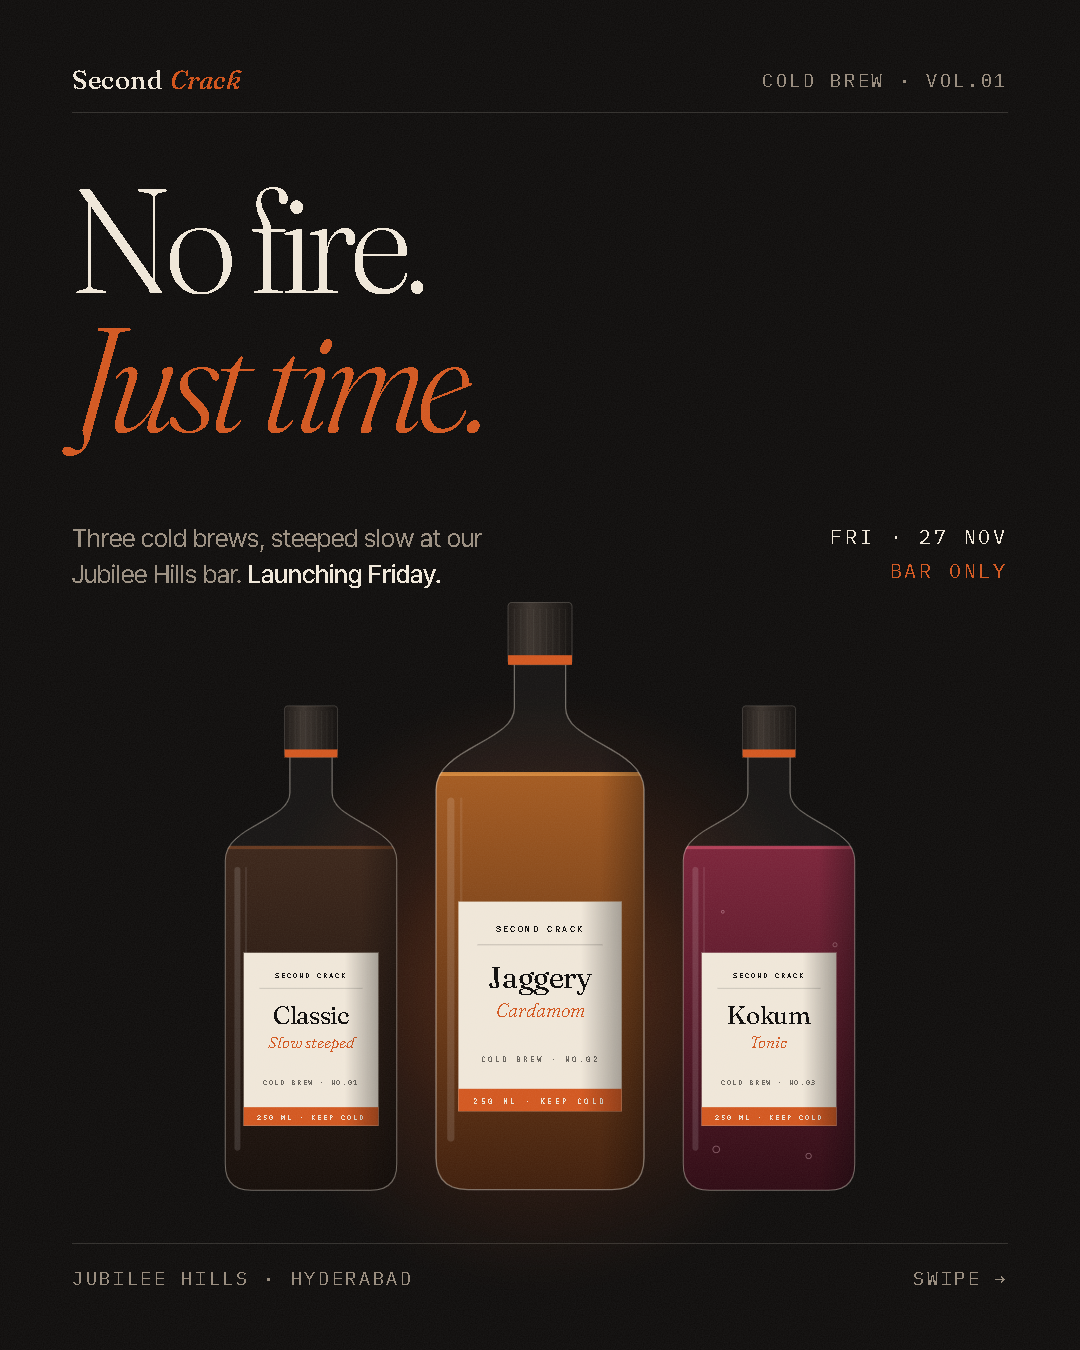 Second Crack
COLD BREW · VOL.01
No fire.
Just time.
Three cold brews, steeped slow at our
Jubilee Hills bar. Launching Friday.
FRI · 27 NOV
BAR ONLY
SECOND CRACK
Classic
Slow steeped
COLD BREW · NO.01
250 ML · KEEP COLD
SECOND CRACK
Jaggery
Cardamom
COLD BREW · NO.02
250 ML · KEEP COLD
SECOND CRACK
Kokum
Tonic
COLD BREW · NO.03
250 ML · KEEP COLD
JUBILEE HILLS · HYDERABAD
SWIPE →